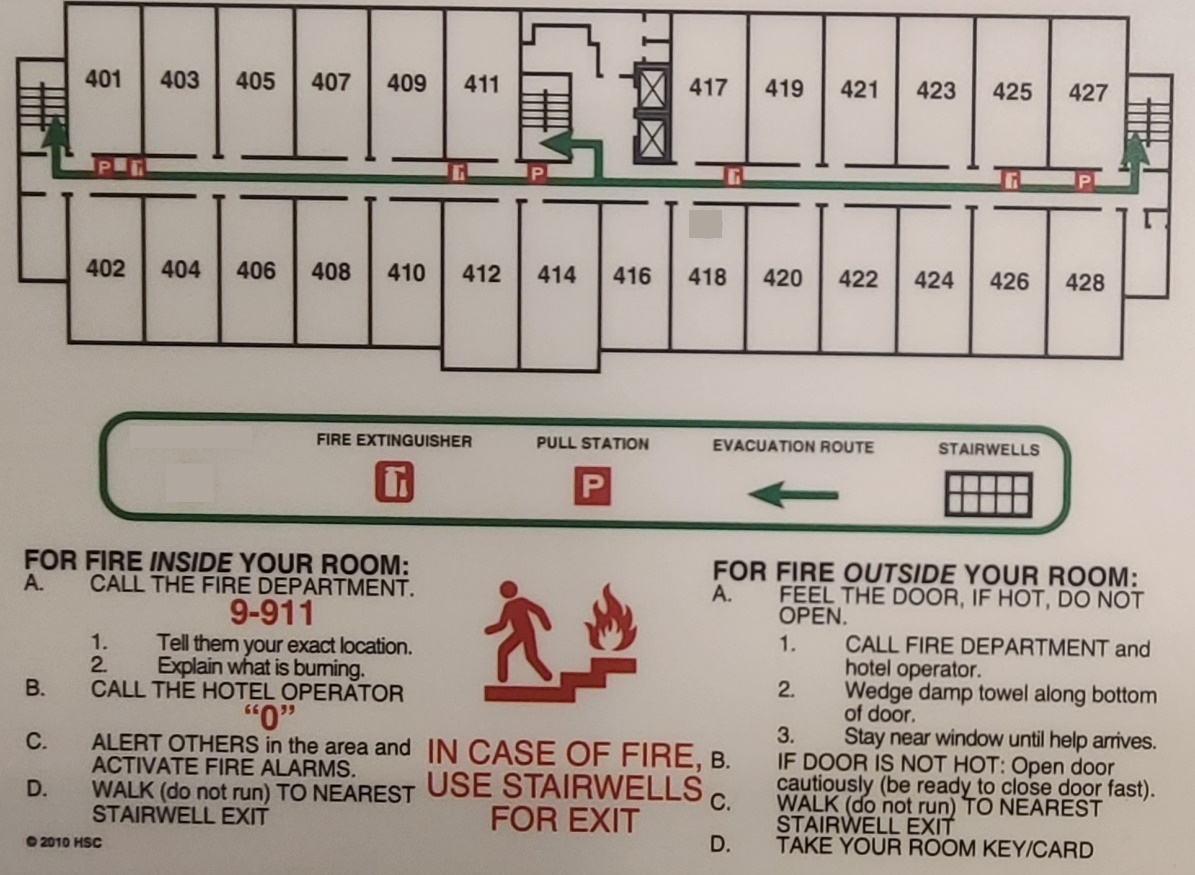 401 403 405 407 409 411 417 419 421 423 425 427
P P P
402 404 406 408 410 412 414 416 418 420 422 424 426 428
FIRE EXTINGUISHER PULL STATION EVACUATION ROUTE STAIRWELLS
P
FOR FIRE INSIDE YOUR ROOM:
A. CALL THE FIRE DEPARTMENT.
9-911
1. Tell them your exact location.
2. Explain what is burning.
B. CALL THE HOTEL OPERATOR
“0”
C. ALERT OTHERS in the area and
ACTIVATE FIRE ALARMS.
D. WALK (do not run) TO NEAREST
STAIRWELL EXIT
© 2010 HSC
IN CASE OF FIRE,
USE STAIRWELLS
FOR EXIT
FOR FIRE OUTSIDE YOUR ROOM:
A. FEEL THE DOOR, IF HOT, DO NOT
OPEN.
1. CALL FIRE DEPARTMENT and
hotel operator.
2. Wedge damp towel along bottom
of door.
3. Stay near window until help arrives.
B. IF DOOR IS NOT HOT: Open door
cautiously (be ready to close door fast).
C. WALK (do not run) TO NEAREST
STAIRWELL EXIT
D. TAKE YOUR ROOM KEY/CARD